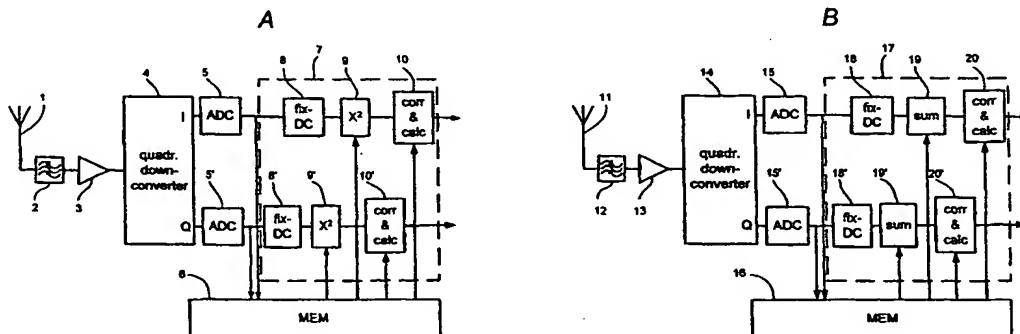 A
4
5
8
7
9
10
1
I
ADC
fix-
DC
X²
corr
&
calc
quadr.
down-
converter
5'
8'
9'
10'
2
3
Q
ADC
fix-
DC
X²
corr
&
calc
6
MEM
B
14
15
18
17
19
20
11
I
ADC
fix-
DC
sum
corr
&
calc
quadr.
down-
converter
15'
18'
19'
20'
12
13
Q
ADC
fix-
DC
sum
corr
&
calc
16
MEM